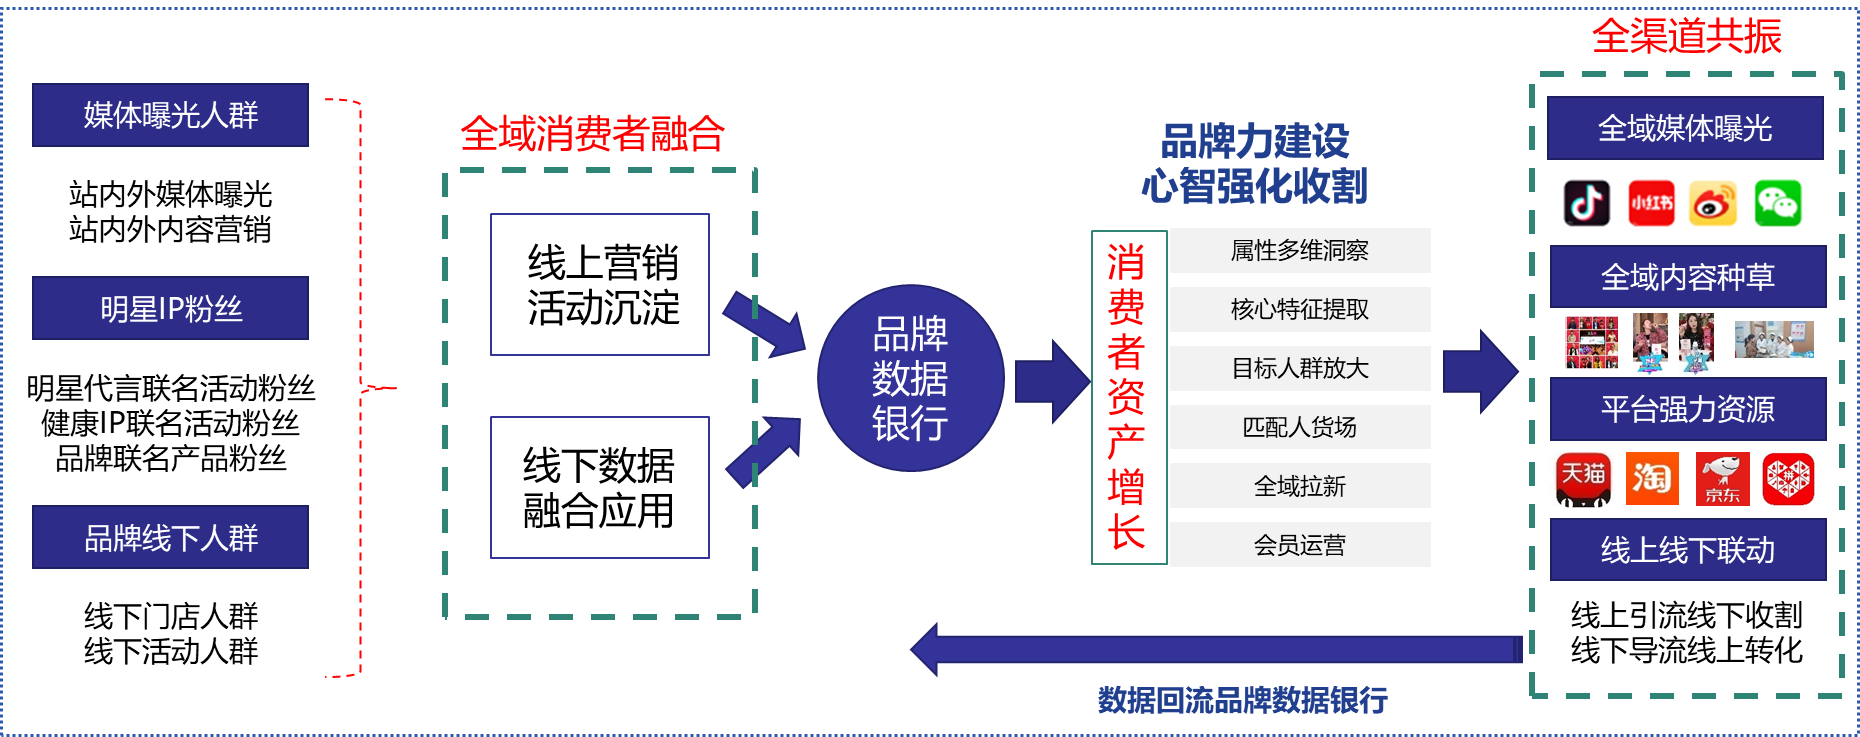 媒体曝光人群
站内外媒体曝光
站内外内容营销
明星IP粉丝
明星代言联名活动粉丝
健康IP联名活动粉丝
品牌联名产品粉丝
品牌线下人群
线下门店人群
线下活动人群
全域消费者融合
线上营销
活动沉淀
线下数据
融合应用
品牌
数据
银行
品牌力建设
心智强化收割
消费者资产增长
属性多维洞察
核心特征提取
目标人群放大
匹配人货场
全域拉新
会员运营
全渠道共振
全域媒体曝光
小红书
全域内容种草
平台强力资源
天猫
淘
京东
拼
线上线下联动
线上引流线下收割
线下导流线上转化
数据回流品牌数据银行